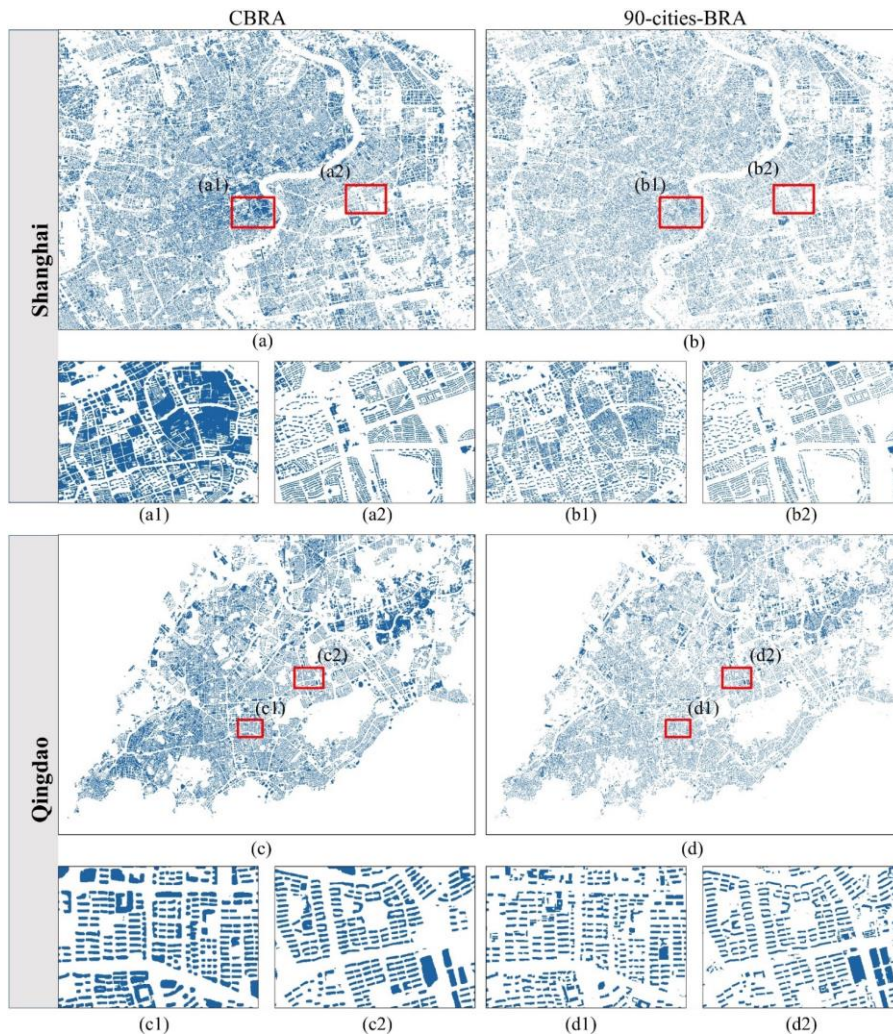 CBRA
90-cities-BRA
Shanghai
(a1)
(a2)
(b1)
(b2)
(a)
(b)
(a1)
(a2)
(b1)
(b2)
Qingdao
(c2)
(c1)
(d2)
(d1)
(c)
(d)
(c1)
(c2)
(d1)
(d2)